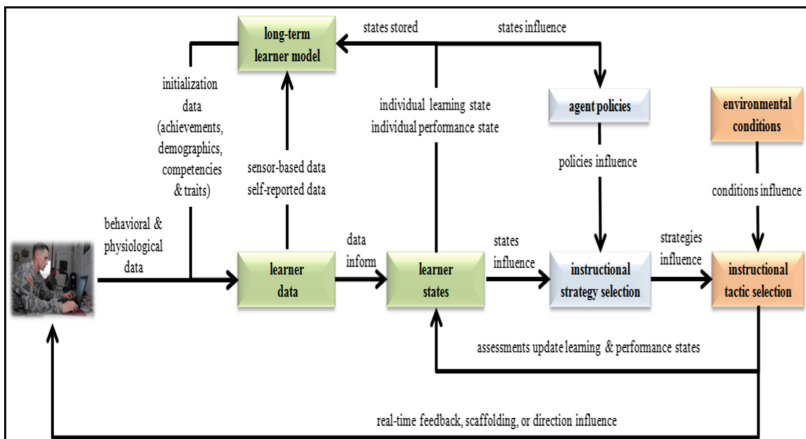 long-term
learner model
states stored
states influence
initialization
data
(achievements,
demographics,
competencies
& traits)
individual learning state
individual performance state
agent policies
environmental
conditions
sensor-based data
self-reported data
policies influence
conditions influence
behavioral &
physiological
data
data
inform
states
influence
strategies
influence
learner
data
learner
states
instructional
strategy selection
instructional
tactic selection
assessments update learning & performance states
real-time feedback, scaffolding, or direction influence